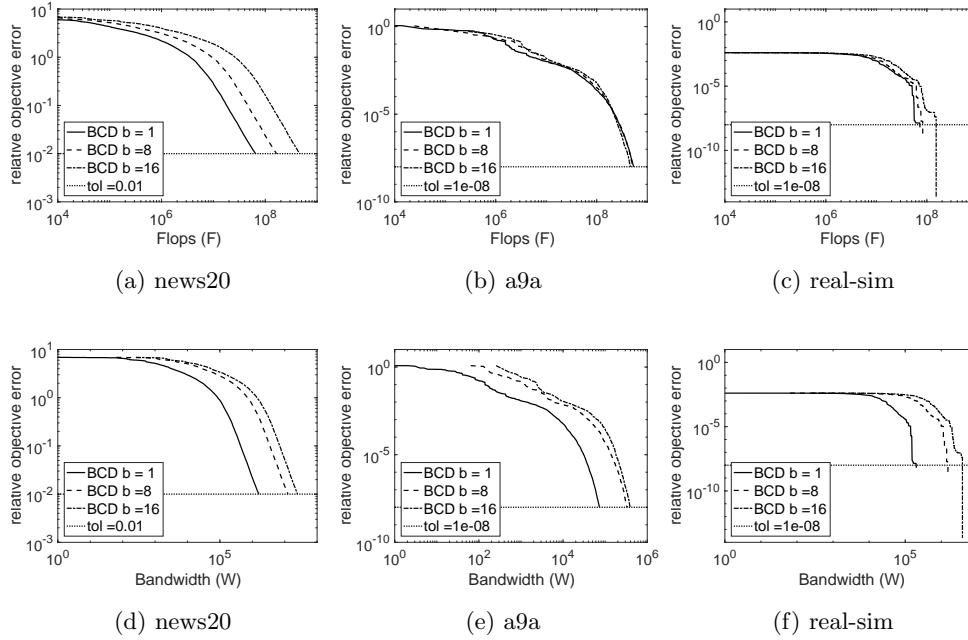 relative objective error
10^1
10^0
10^-1
10^-2
10^-3
BCD b = 1
BCD b =8
BCD b =16
tol =0.01
10^4 10^6 10^8
Flops (F)
(a) news20
relative objective error
10^0
10^-5
10^-10
BCD b = 1
BCD b =8
BCD b =16
tol =1e-08
10^4 10^6 10^8
Flops (F)
(b) a9a
relative objective error
10^0
10^-5
10^-10
BCD b = 1
BCD b =8
BCD b =16
tol =1e-08
10^4 10^6 10^8
Flops (F)
(c) real-sim
relative objective error
10^1
10^0
10^-1
10^-2
10^-3
BCD b = 1
BCD b =8
BCD b =16
tol =0.01
10^0 10^5
Bandwidth (W)
(d) news20
relative objective error
10^0
10^-5
10^-10
BCD b = 1
BCD b =8
BCD b =16
tol =1e-08
10^0 10^2 10^4 10^6
Bandwidth (W)
(e) a9a
relative objective error
10^0
10^-5
10^-10
BCD b = 1
BCD b =8
BCD b =16
tol =1e-08
10^0 10^5
Bandwidth (W)
(f) real-sim